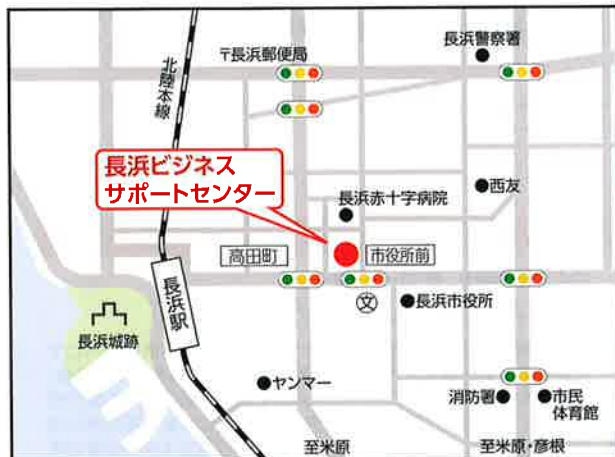 〒長浜郵便局
長浜警察署
北陸本線
長浜ビジネス
サポートセンター
長浜赤十字病院
西友
高田町
市役所前
長浜駅
文
長浜市役所
長浜城跡
ヤンマー
消防署
市民
体育館
至米原
至米原・彦根